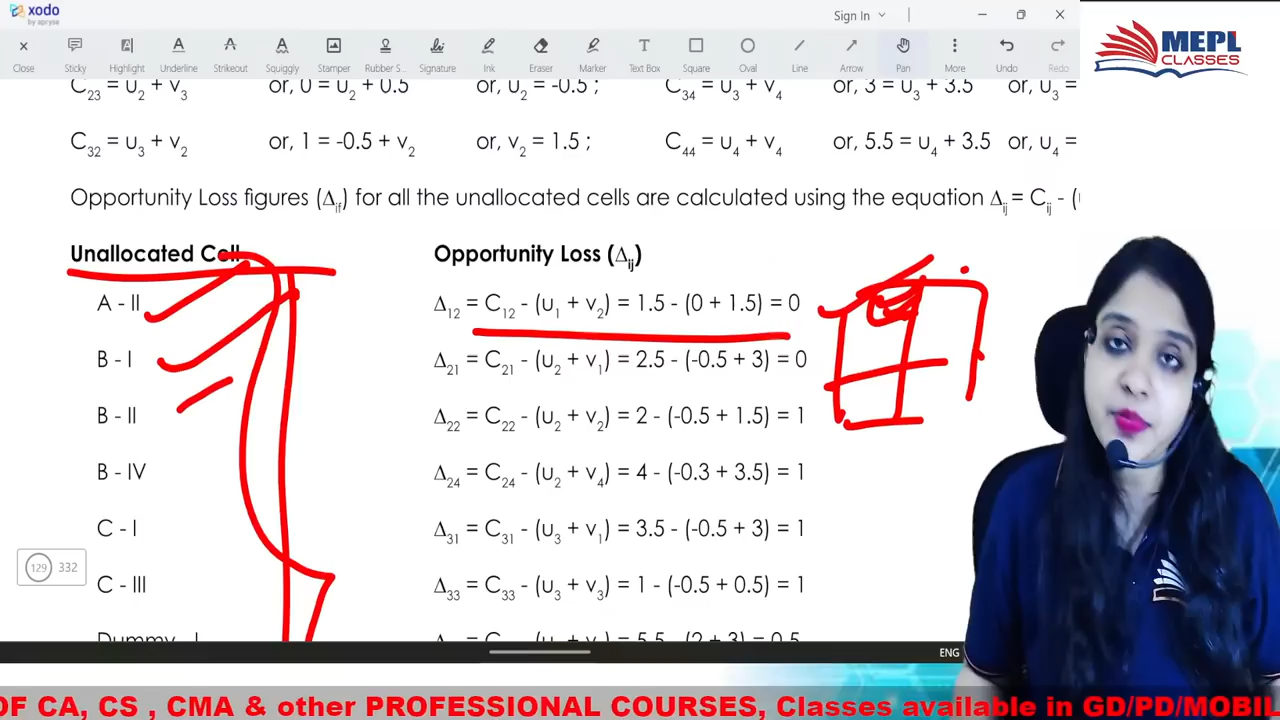 xodo
by apryse
Sign In
Close Sticky Highlight Underline Strikeout Squiggly Stamper Rubber S Signature Ink Eraser Marker Text Box Square Oval Line Arrow Pan More Undo Redo
MEPL
CLASSES
C23 = u2 + v3 or, 0 = u2 + 0.5 or, u2 = -0.5 ; C34 = u3 + v4 or, 3 = u3 + 3.5 or, u3 =
C32 = u3 + v2 or, 1 = -0.5 + v2 or, v2 = 1.5 ; C44 = u4 + v4 or, 5.5 = u4 + 3.5 or, u4 =
Opportunity Loss figures (Δif) for all the unallocated cells are calculated using the equation Δij = Cij - (
Unallocated Cell Opportunity Loss (Δij)
A - II Δ12 = C12 - (u1 + v2) = 1.5 - (0 + 1.5) = 0
B - I Δ21 = C21 - (u2 + v1) = 2.5 - (-0.5 + 3) = 0
B - II Δ22 = C22 - (u2 + v2) = 2 - (-0.5 + 1.5) = 1
B - IV Δ24 = C24 - (u2 + v4) = 4 - (-0.3 + 3.5) = 1
C - I Δ31 = C31 - (u3 + v1) = 3.5 - (-0.5 + 3) = 1
C - III Δ33 = C33 - (u3 + v3) = 1 - (-0.5 + 0.5) = 1
129 332
Dummy - I = 5.5 - (2 + 3) = 0.5
ENG
OF CA, CS , CMA & other PROFESSIONAL COURSES, Classes available in GD/PD/MOBIL